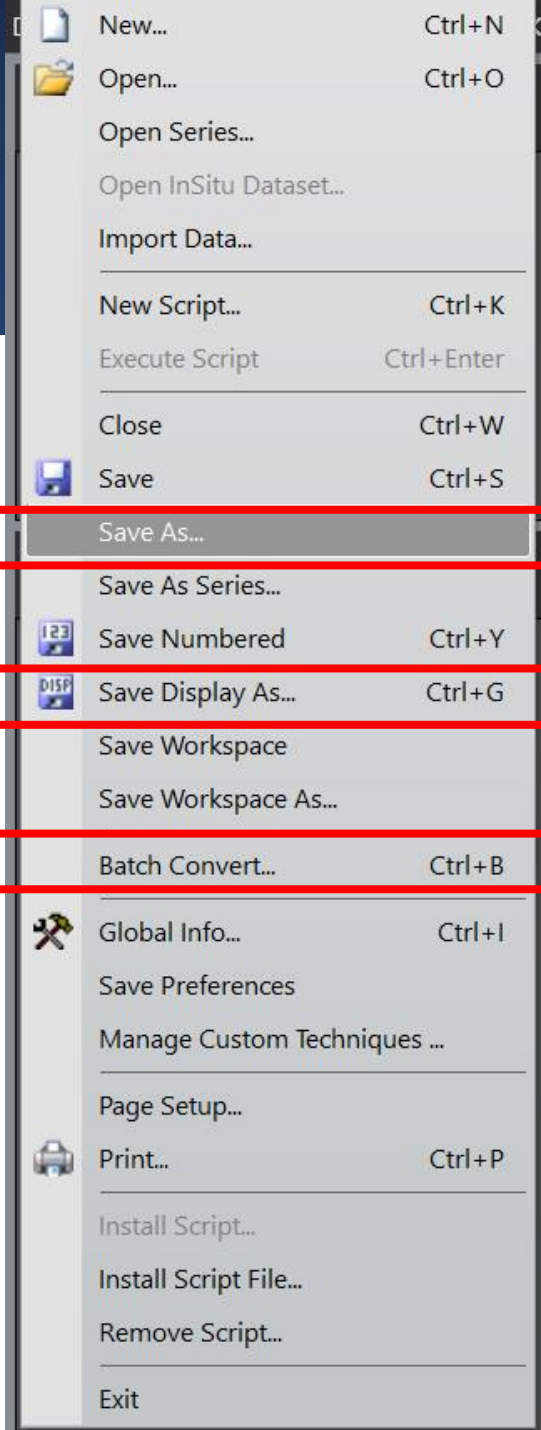 New... Ctrl+N
Open... Ctrl+O
Open Series...
Open InSitu Dataset...
Import Data...
New Script... Ctrl+K
Execute Script Ctrl+Enter
Close Ctrl+W
Save Ctrl+S
Save As...
Save As Series...
123
Save Numbered Ctrl+Y
DISP
Save Display As... Ctrl+G
Save Workspace
Save Workspace As...
Batch Convert... Ctrl+B
Global Info... Ctrl+I
Save Preferences
Manage Custom Techniques ...
Page Setup...
Print... Ctrl+P
Install Script...
Install Script File...
Remove Script...
Exit